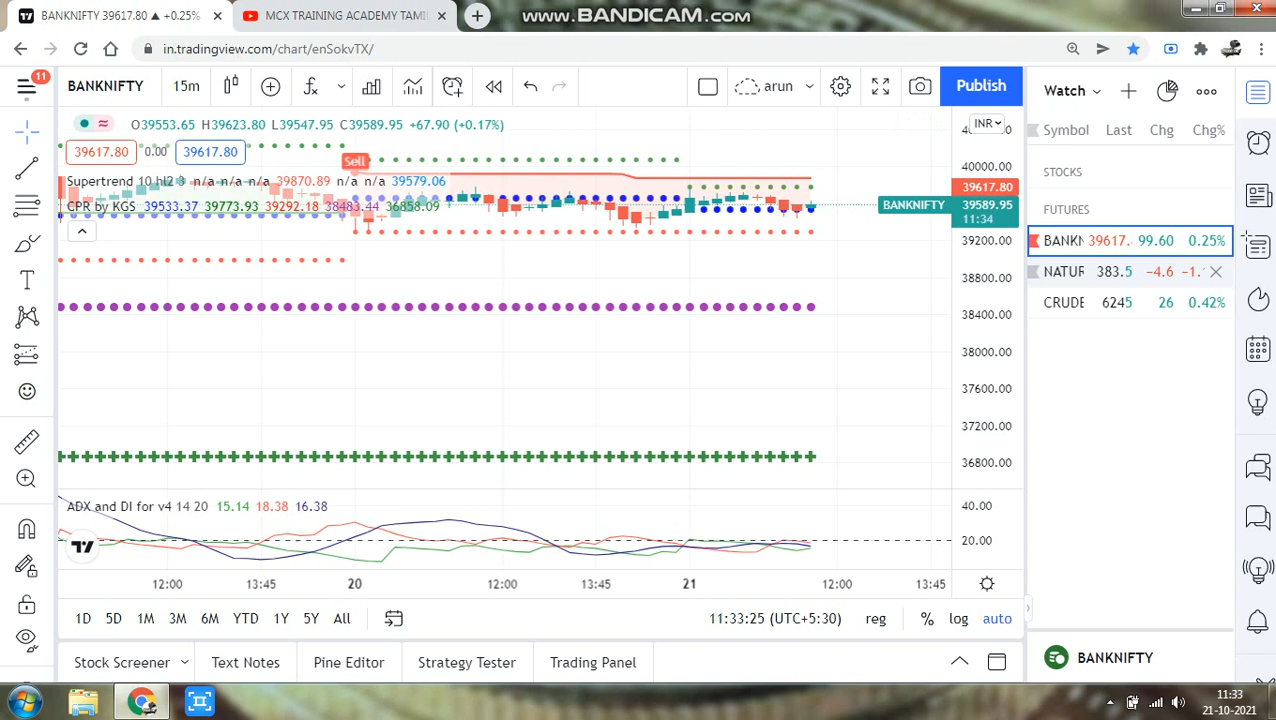 BANKNIFTY 39617.80 ▲ +0.25%
MCX TRAINING ACADEMY TAMIL
www.BANDICAM.com
in.tradingview.com/chart/enSokvTX/
11
BANKNIFTY
15m
arun
Publish
Watch
O39553.65 H39623.80 L39547.95 C39589.95 +67.90 (+0.17%)
INR
Symbol Last Chg Chg%
39617.80 0.00 39617.80
Sell
40000.00
STOCKS
Supertrend 10 hl2 3 n/a n/a n/a 39870.89 n/a n/a 39579.06
39617.80
CPR by KGS 39533.37 39773.93 39292.18 38483.44 36858.09
BANKNIFTY 39589.95
11:34
FUTURES
39200.00
BANKN 39617. 99.60 0.25%
38800.00
NATUR 383.5 −4.6 −1.
38400.00
CRUDE 6245 26 0.42%
38000.00
37600.00
37200.00
36800.00
ADX and DI for v4 14 20 15.14 18.38 16.38
40.00
20.00
12:00 13:45 20 12:00 13:45 21 12:00 13:45
1D 5D 1M 3M 6M YTD 1Y 5Y All
11:33:25 (UTC+5:30) reg % log auto
Stock Screener Text Notes Pine Editor Strategy Tester Trading Panel
BANKNIFTY
11:33
21-10-2021